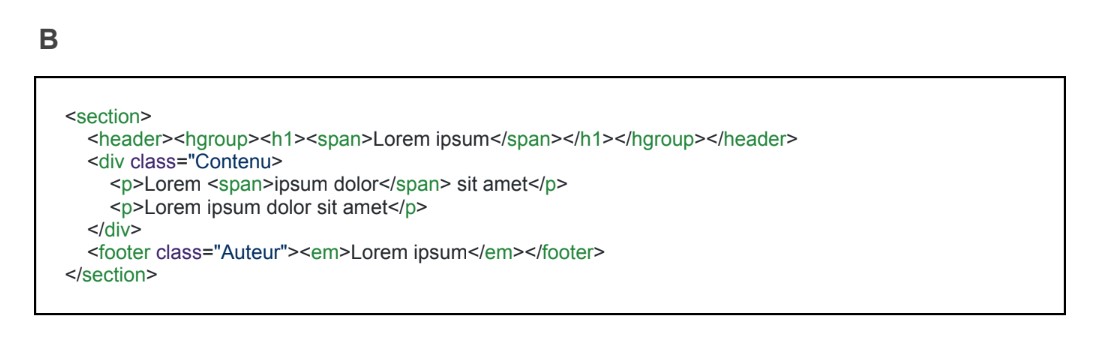 B
<section>
<header><hgroup><h1><span>Lorem ipsum</span></h1></hgroup></header>
<div class="Contenu>
<p>Lorem <span>ipsum dolor</span> sit amet</p>
<p>Lorem ipsum dolor sit amet</p>
</div>
<footer class="Auteur"><em>Lorem ipsum</em></footer>
</section>